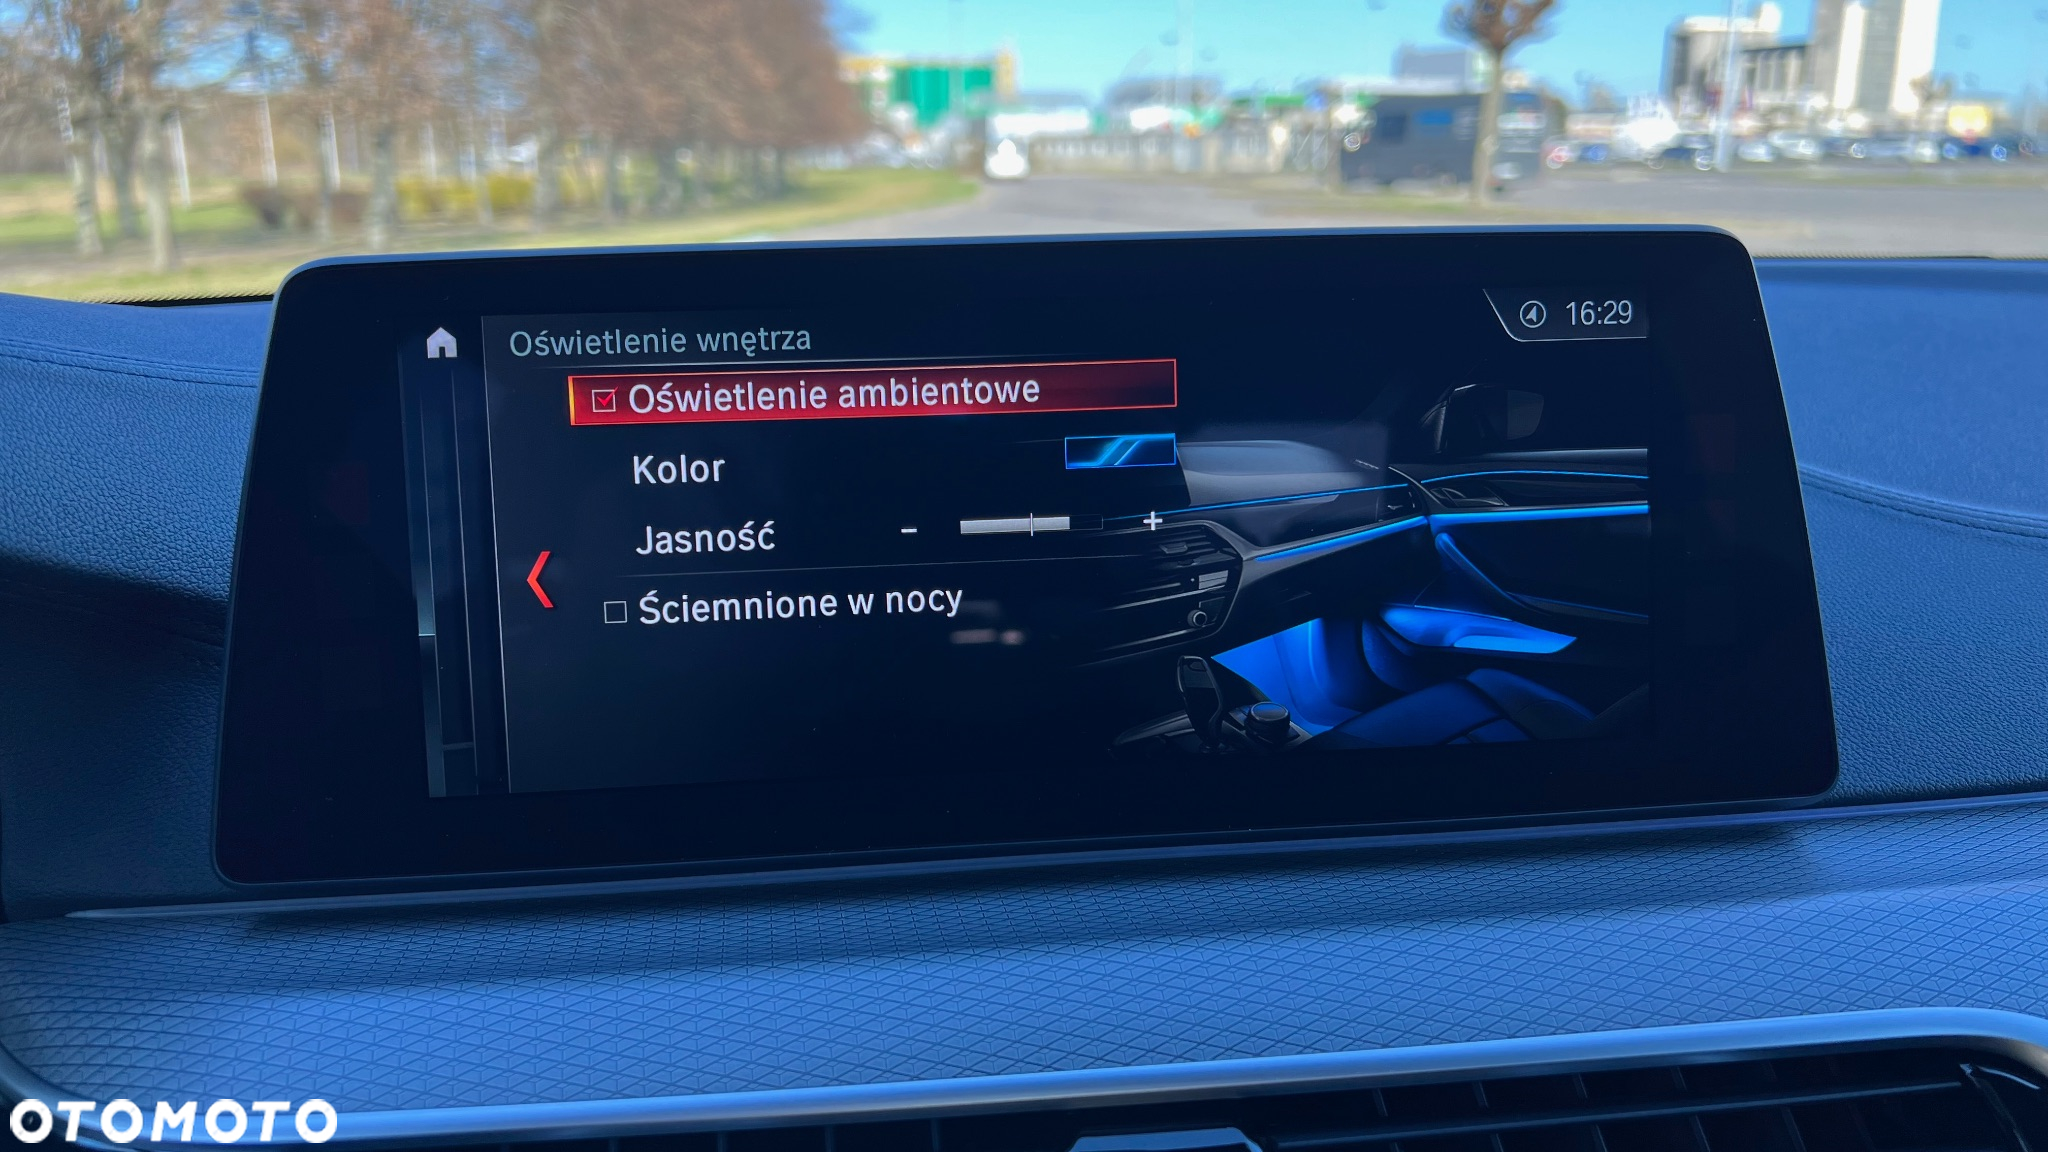 Oświetlenie wnętrza
16:29
Oświetlenie ambientowe
Kolor
Jasność - +
Ściemnione w nocy
OTOMOTO